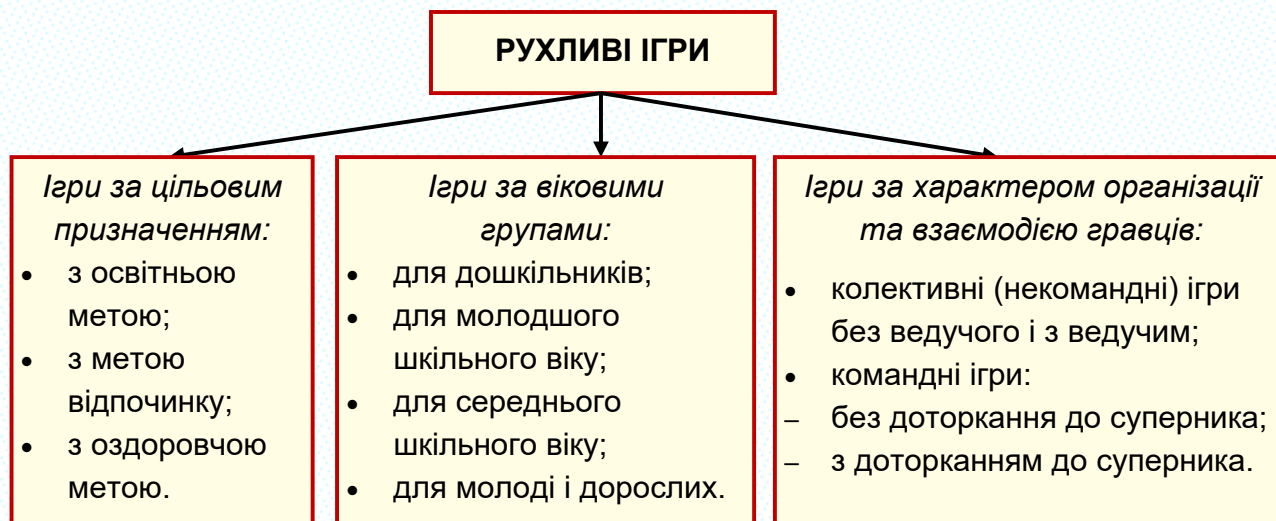 РУХЛИВІ ІГРИ
Ігри за цільовим
призначенням:
• з освітньою
метою;
• з метою
відпочинку;
• з оздоровчою
метою.
Ігри за віковими
групами:
• для дошкільників;
• для молодшого
шкільного віку;
• для середнього
шкільного віку;
• для молоді і дорослих.
Ігри за характером організації
та взаємодією гравців:
• колективні (некомандні) ігри
без ведучого і з ведучим;
• командні ігри:
– без доторкання до суперника;
– з доторканням до суперника.